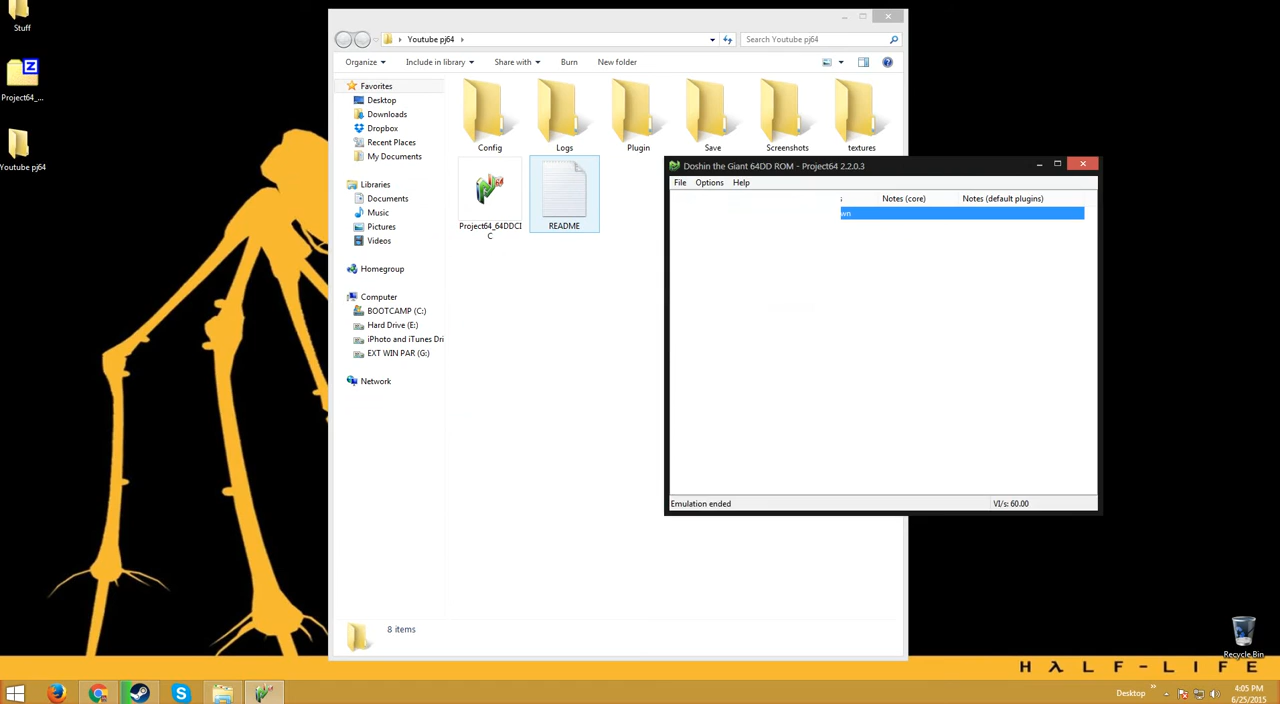 Stuff
Project64_...
Youtube pj64
Youtube pj64
Search Youtube pj64
Organize
Include in library
Share with
Burn
New folder
Favorites
Desktop
Downloads
Dropbox
Recent Places
My Documents
Libraries
Documents
Music
Pictures
Videos
Homegroup
Computer
BOOTCAMP (C:)
Hard Drive (E:)
iPhoto and iTunes Dri
EXT WIN PAR (G:)
Network
Config
Logs
Plugin
Save
Screenshots
textures
Project64_64DDCI
C
README
8 items
Doshin the Giant 64DD ROM - Project64 2.2.0.3
File Options Help
s Notes (core) Notes (default plugins)
wn
Emulation ended
VI/s: 60.00
Recycle Bin
HλLF-LIFE
Desktop
4:05 PM
6/25/2015